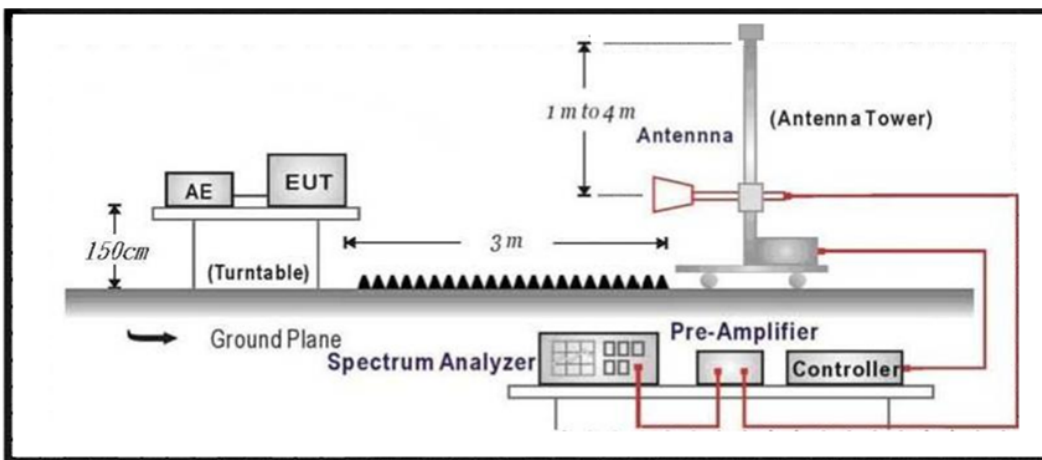 1 m to 4 m
(Antenna Tower)
Antennna
AE
EUT
150cm
3 m
(Turntable)
Ground Plane
Pre-Amplifier
Spectrum Analyzer
Controller